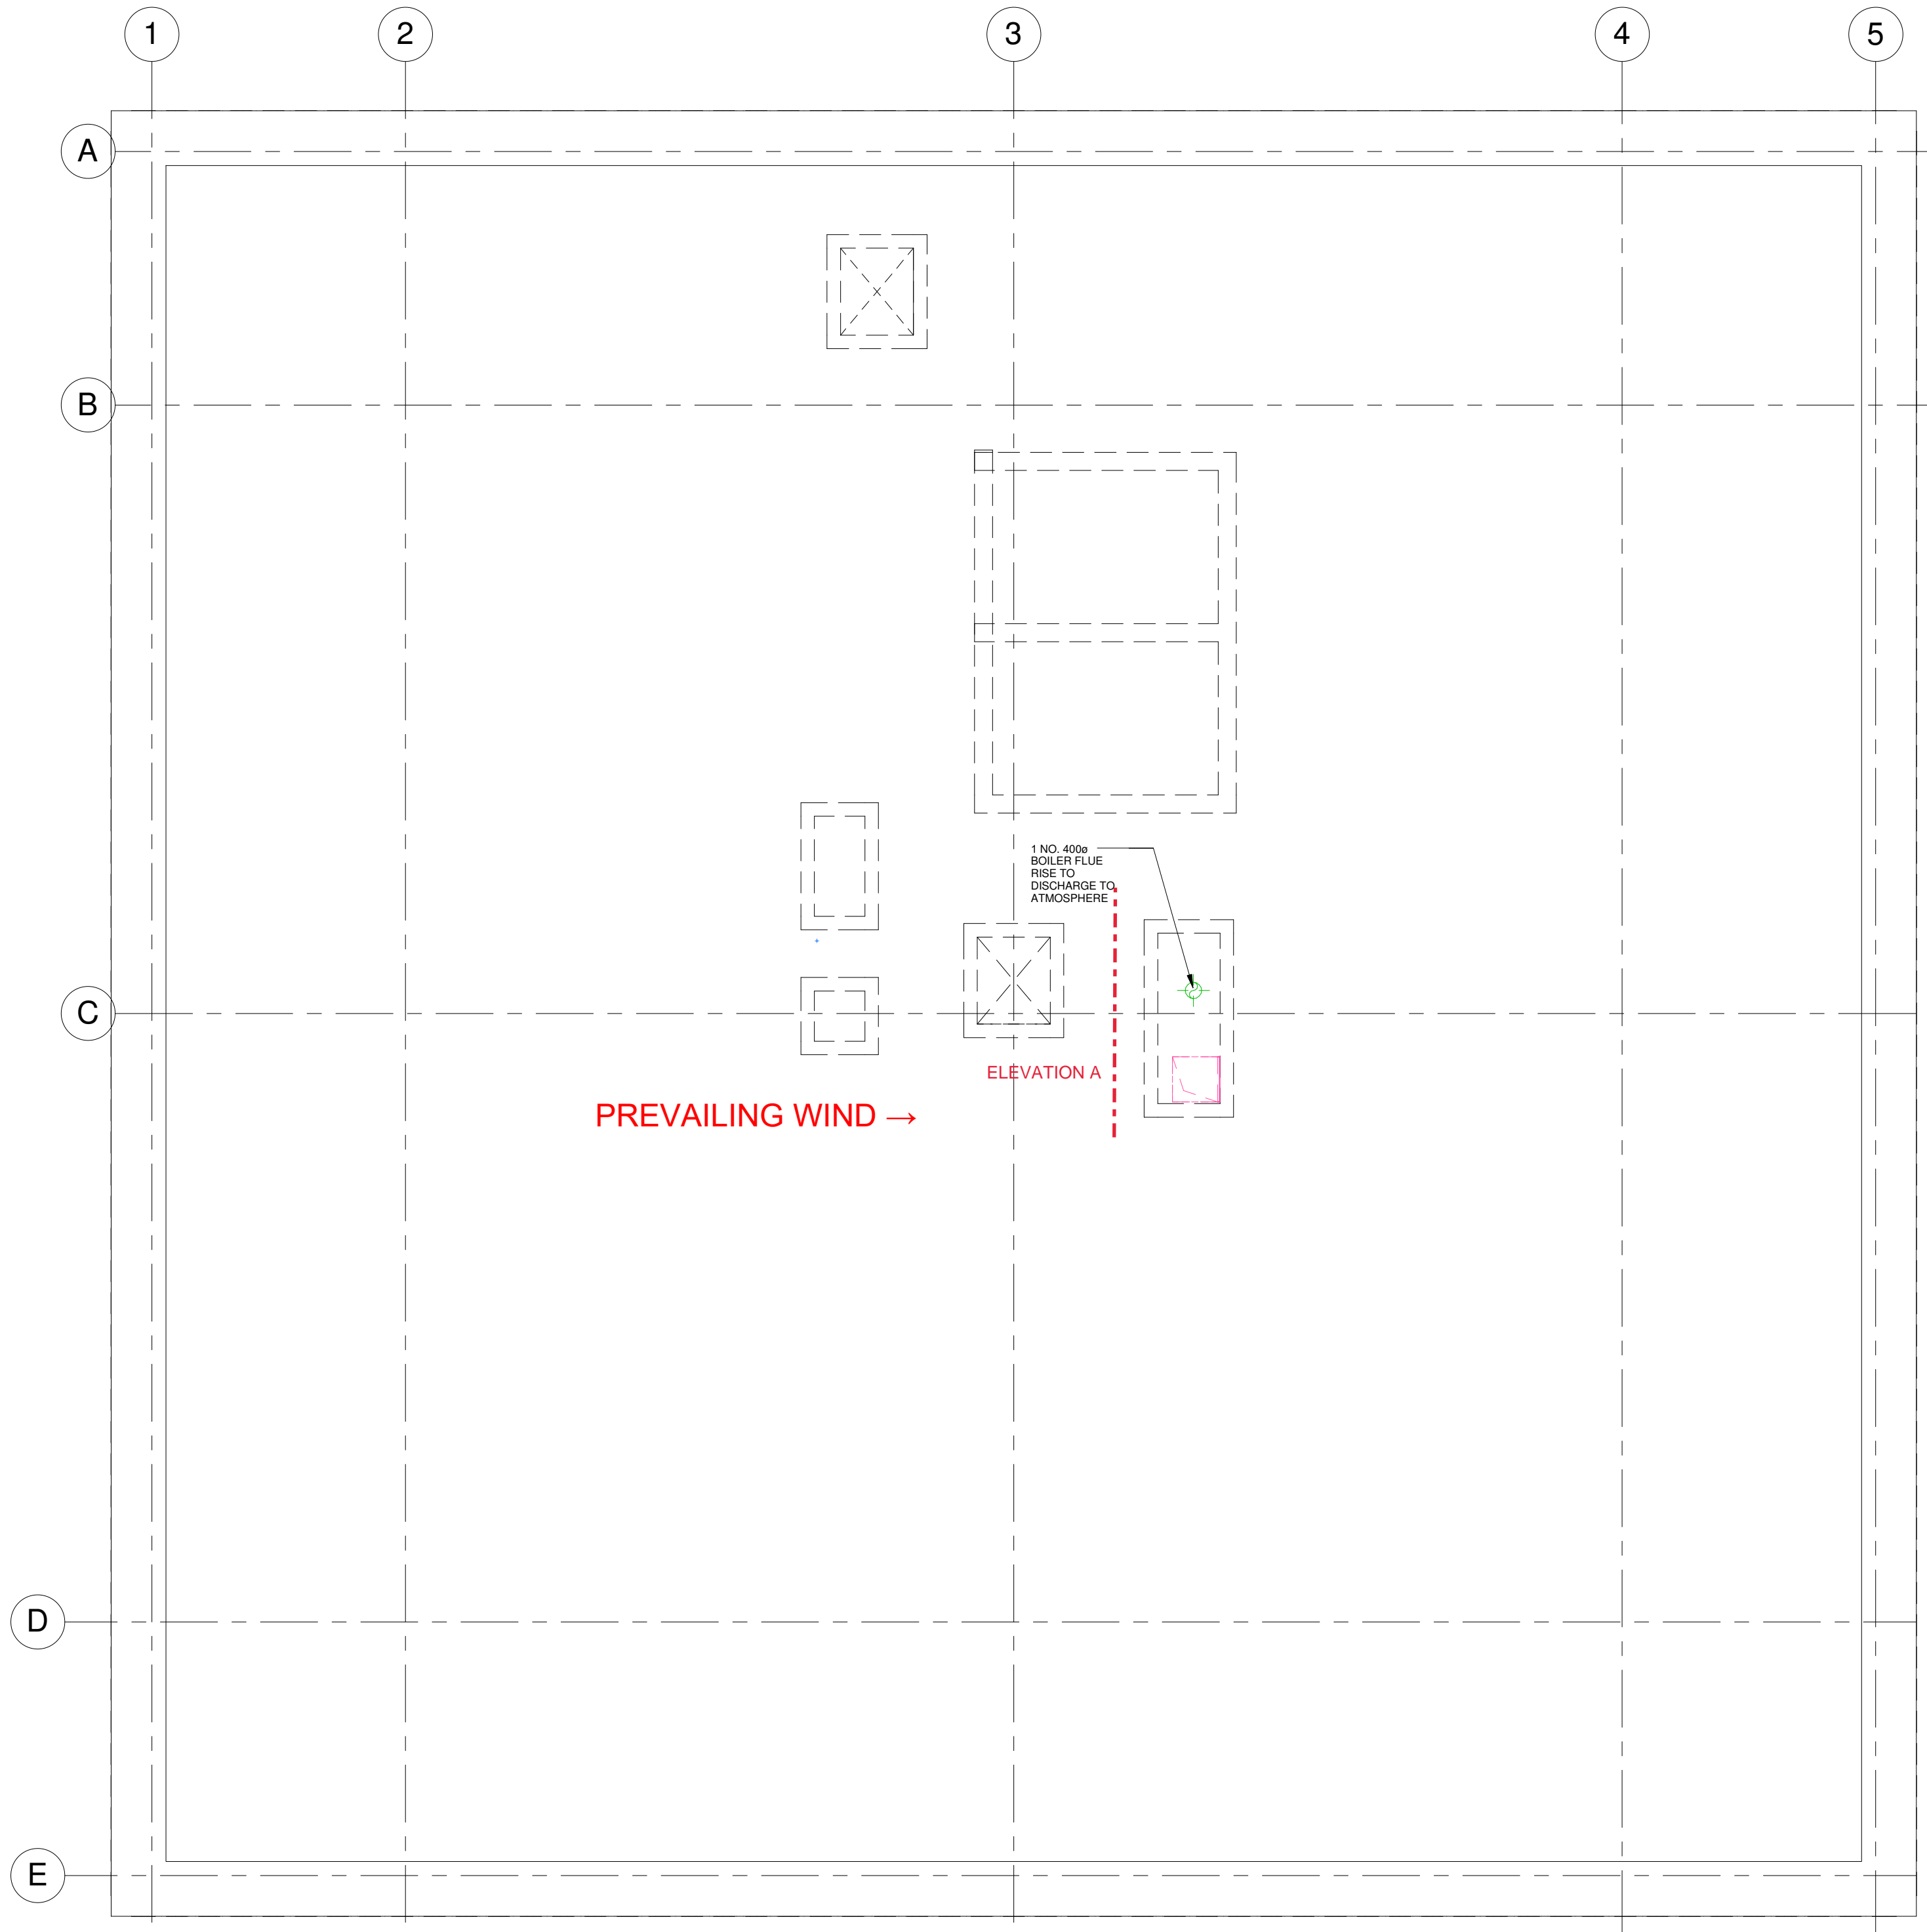 1
2
3
4
5
A
B
1 NO. 400ø
BOILER FLUE
RISE TO
DISCHARGE TO
ATMOSPHERE
C
ELEVATION A
PREVAILING WIND →
D
E